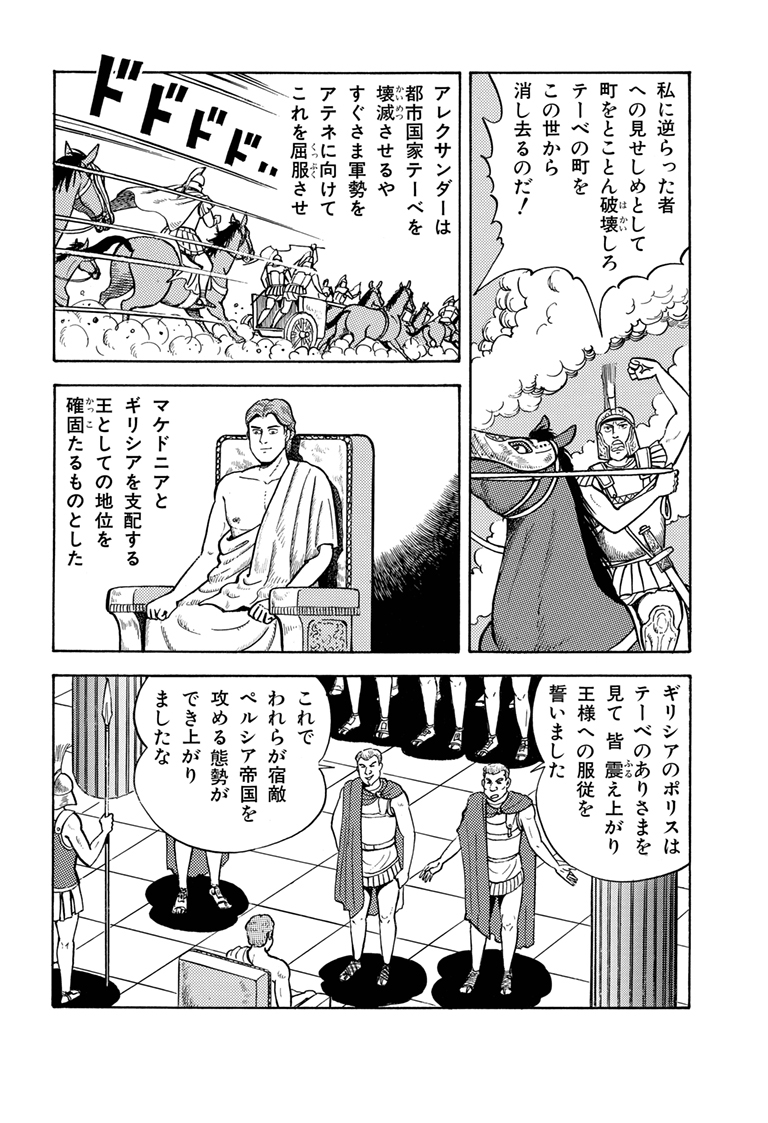 私に逆らった者
への見せしめとして
町をとことん破壊しろ
テーベの町を
この世から
消し去るのだ！
アレクサンダーは
都市国家テーベを
壊滅させるや
すぐさま軍勢を
アテネに向けて
これを屈服させ
ドドドドド‥
マケドニアと
ギリシアを支配する
王としての地位を
確固たるものとした
ギリシアのポリスは
テーベのありさまを
見て 皆 震え上がり
王様への服従を
誓いました
これで
われらが宿敵
ペルシア帝国を
攻める態勢が
でき上がり
ましたな